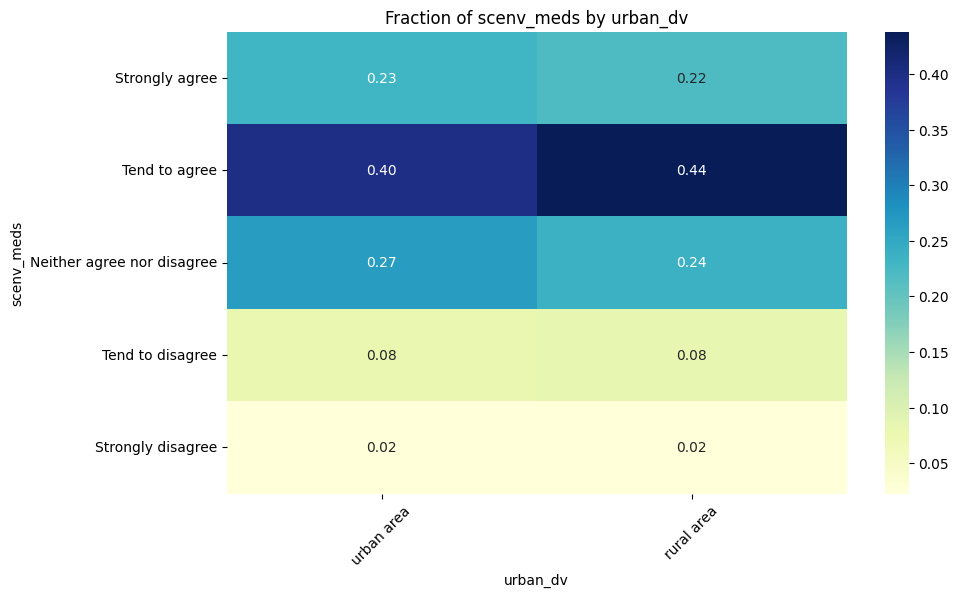 Fraction of scenv_meds by urban_dv
Strongly agree
0.23
0.22
Tend to agree
0.40
0.44
Neither agree nor disagree
0.27
0.24
Tend to disagree
0.08
0.08
Strongly disagree
0.02
0.02
scenv_meds
urban area
rural area
urban_dv
0.40
0.35
0.30
0.25
0.20
0.15
0.10
0.05